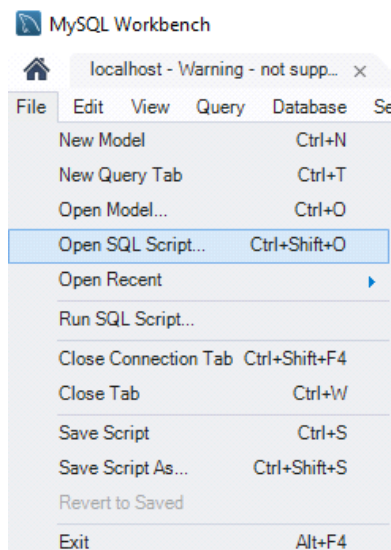 MySQL Workbench
localhost - Warning - not supp...
File Edit View Query Database Se
New Model Ctrl+N
New Query Tab Ctrl+T
Open Model... Ctrl+O
Open SQL Script... Ctrl+Shift+O
Open Recent
Run SQL Script...
Close Connection Tab Ctrl+Shift+F4
Close Tab Ctrl+W
Save Script Ctrl+S
Save Script As... Ctrl+Shift+S
Revert to Saved
Exit Alt+F4